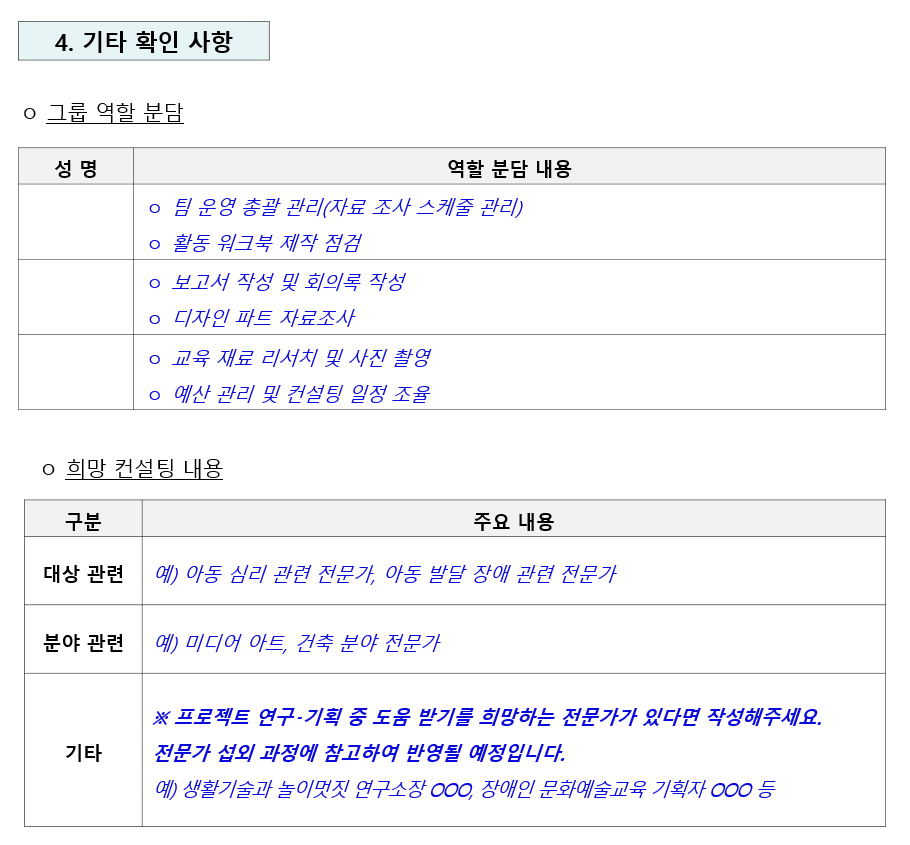 4. 기타 확인 사항
ㅇ 그룹 역할 분담
성 명 역할 분담 내용
ㅇ 팀 운영 총괄 관리(자료 조사 스케줄 관리)
ㅇ 활동 워크북 제작 점검
ㅇ 보고서 작성 및 회의록 작성
ㅇ 디자인 파트 자료조사
ㅇ 교육 재료 리서치 및 사진 촬영
ㅇ 예산 관리 및 컨설팅 일정 조율
ㅇ 희망 컨설팅 내용
구분 주요 내용
대상 관련 예) 아동 심리 관련 전문가, 아동 발달 장애 관련 전문가
분야 관련 예) 미디어 아트, 건축 분야 전문가
※ 프로젝트 연구·기획 중 도움 받기를 희망하는 전문가가 있다면 작성해주세요.
기타 전문가 섭외 과정에 참고하여 반영될 예정입니다.
예) 생활기술과 놀이멋짓 연구소장 OOO, 장애인 문화예술교육 기획자 OOO 등